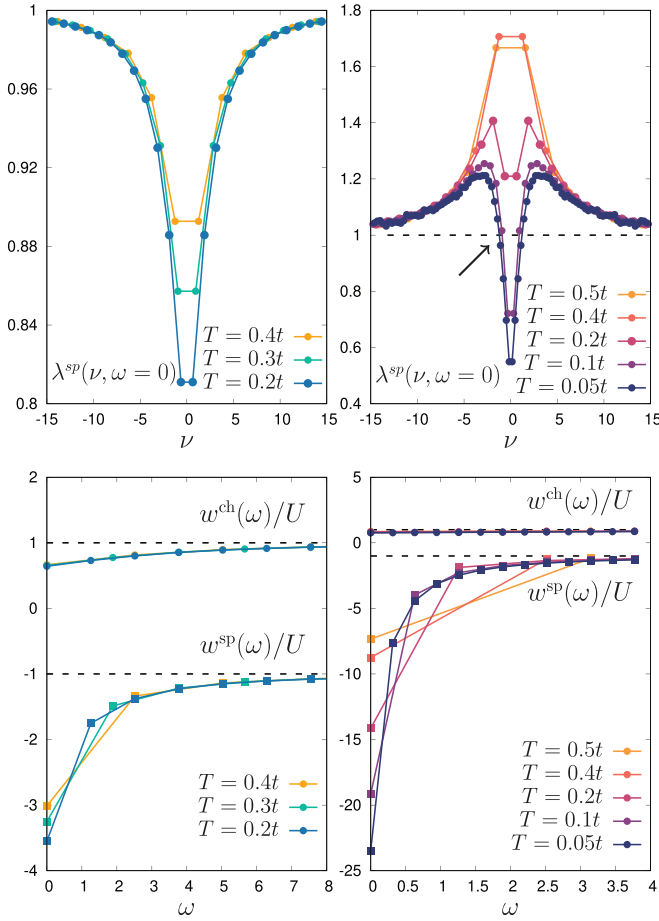 1
0.96
0.92
0.88
0.84
0.8
T = 0.4t
T = 0.3t
T = 0.2t
λ^{sp}(ν, ω = 0)
-15 -10 -5 0 5 10 15
ν
1.8
1.6
1.4
1.2
1
0.8
0.6
0.4
T = 0.5t
T = 0.4t
T = 0.2t
T = 0.1t
T = 0.05t
λ^{sp}(ν, ω = 0)
-15 -10 -5 0 5 10 15
ν
2
1
0
-1
-2
-3
-4
w^{ch}(ω)/U
w^{sp}(ω)/U
T = 0.4t
T = 0.3t
T = 0.2t
0 1 2 3 4 5 6 7 8
ω
5
0
-5
-10
-15
-20
-25
w^{ch}(ω)/U
w^{sp}(ω)/U
T = 0.5t
T = 0.4t
T = 0.2t
T = 0.1t
T = 0.05t
0 0.5 1 1.5 2 2.5 3 3.5 4
ω